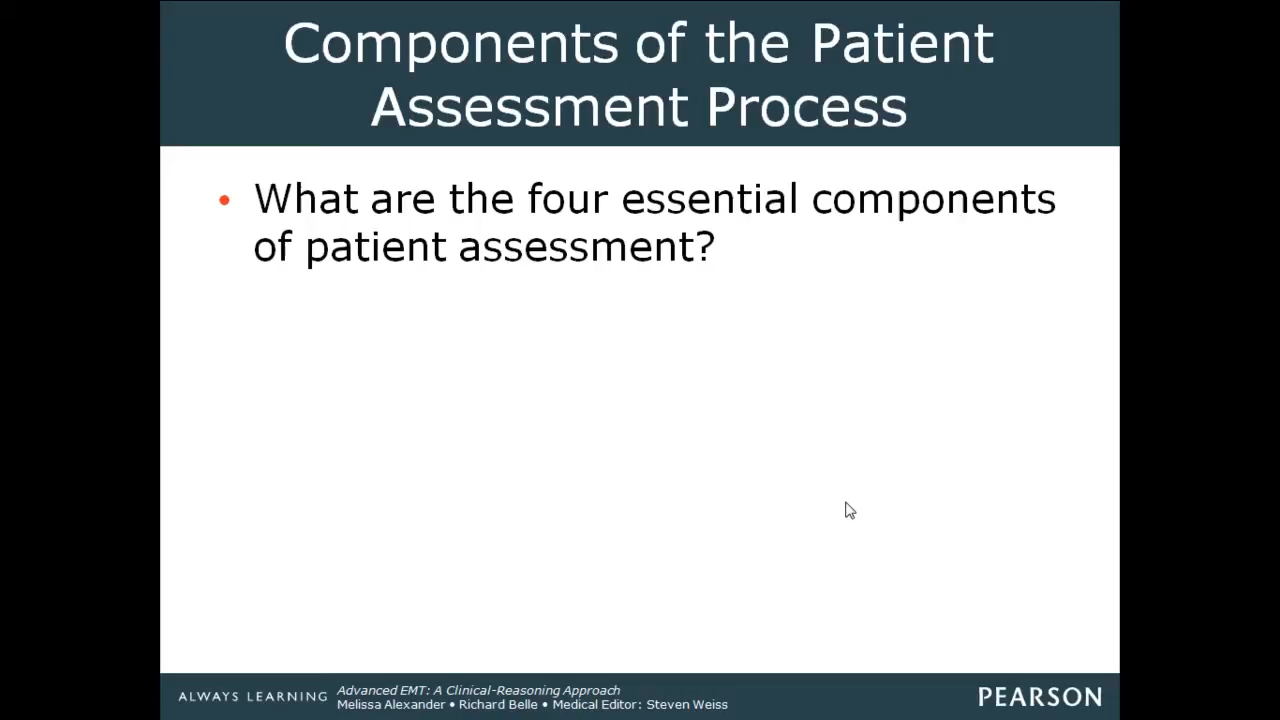 Components of the Patient
Assessment Process
• What are the four essential components
of patient assessment?
ALWAYS LEARNING
Advanced EMT: A Clinical-Reasoning Approach
Melissa Alexander • Richard Belle • Medical Editor: Steven Weiss
PEARSON